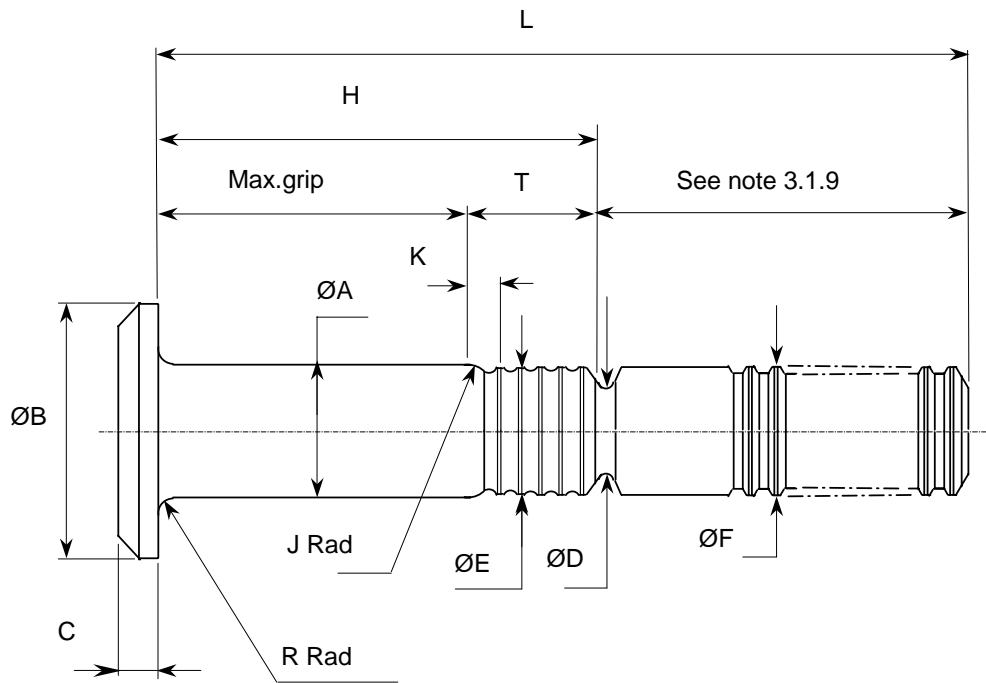 L
H
Max.grip
T
See note 3.1.9
K
ØA
ØB
J Rad
ØE
ØD
ØF
C
R Rad